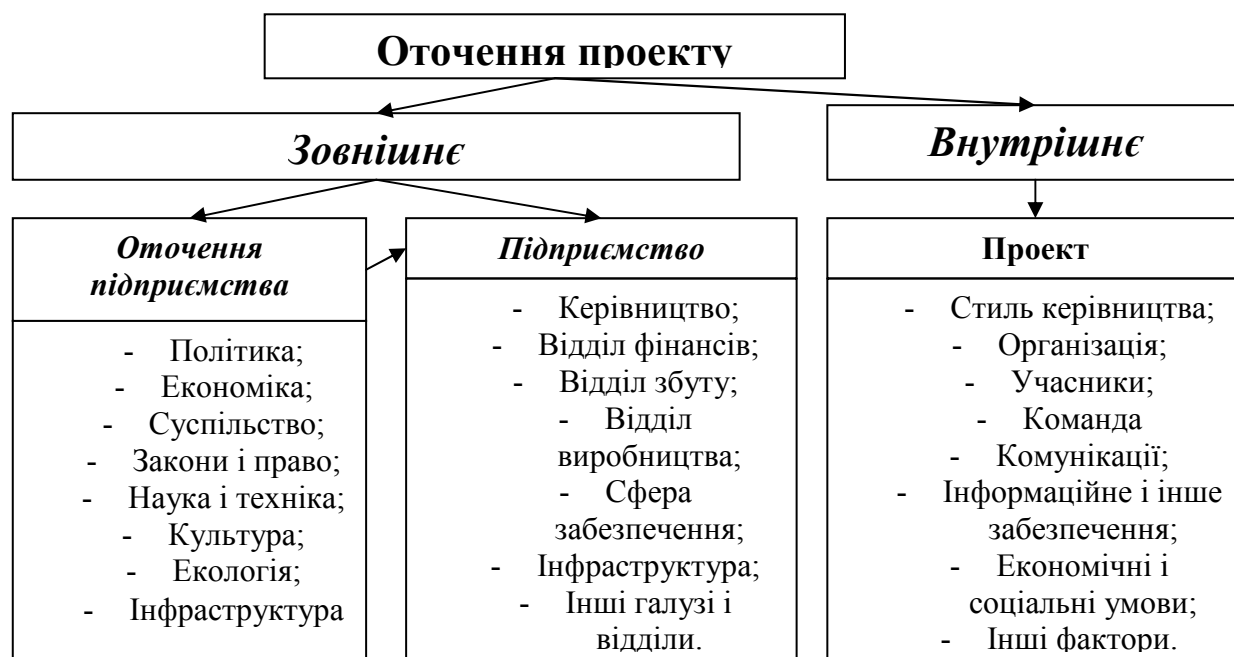 Оточення проекту
Зовнішнє
Внутрішнє
Оточення
підприємства
- Політика;
- Економіка;
- Суспільство;
- Закони і право;
- Наука і техніка;
- Культура;
- Екологія;
- Інфраструктура
Підприємство
- Керівництво;
- Відділ фінансів;
- Відділ збуту;
- Відділ
виробництва;
- Сфера
забезпечення;
- Інфраструктура;
- Інші галузі і
відділи.
Проект
- Стиль керівництва;
- Організація;
- Учасники;
- Команда
- Комунікації;
- Інформаційне і інше
забезпечення;
- Економічні і
соціальні умови;
- Інші фактори.